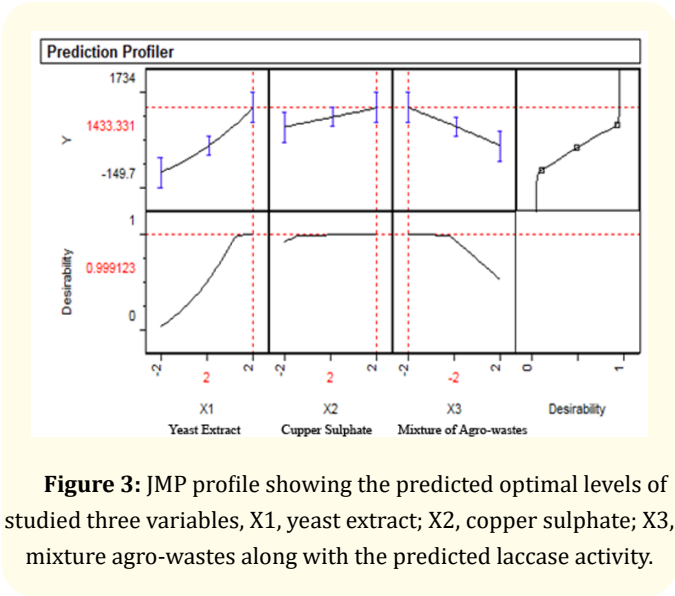 Prediction Profiler
1734
1433.331
-149.7
Y
1
0.999123
0
Desirability
-2 2 2 -2 2 2 -2 -2 2 0 1
X1 X2 X3 Desirability
Yeast Extract Cupper Sulphate Mixture of Agro-wastes
Figure 3: JMP profile showing the predicted optimal levels of
studied three variables, X1, yeast extract; X2, copper sulphate; X3,
mixture agro-wastes along with the predicted laccase activity.